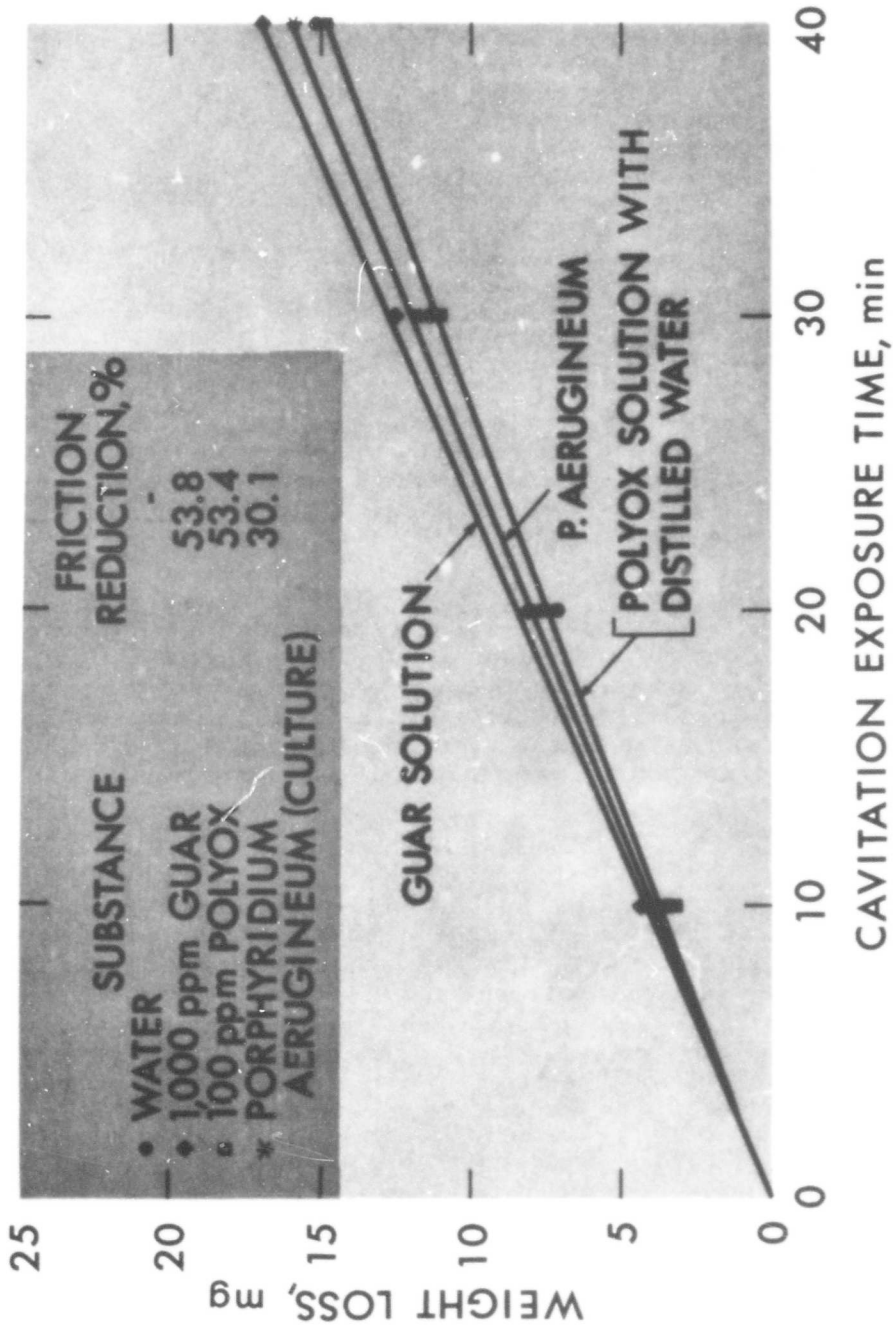 25
20
15
10
5
0
WEIGHT LOSS, mg
SUBSTANCE
FRICTION
REDUCTION, %
• WATER -
◆ 1,000 ppm GUAR 53.8
■ 100 ppm POLYOX 53.4
* PORPHYRIDIUM 30.1
AERUGINEUM (CULTURE)
GUAR SOLUTION
P. AERUGINEUM
POLYOX SOLUTION WITH
DISTILLED WATER
0 10 20 30 40
CAVITATION EXPOSURE TIME, min